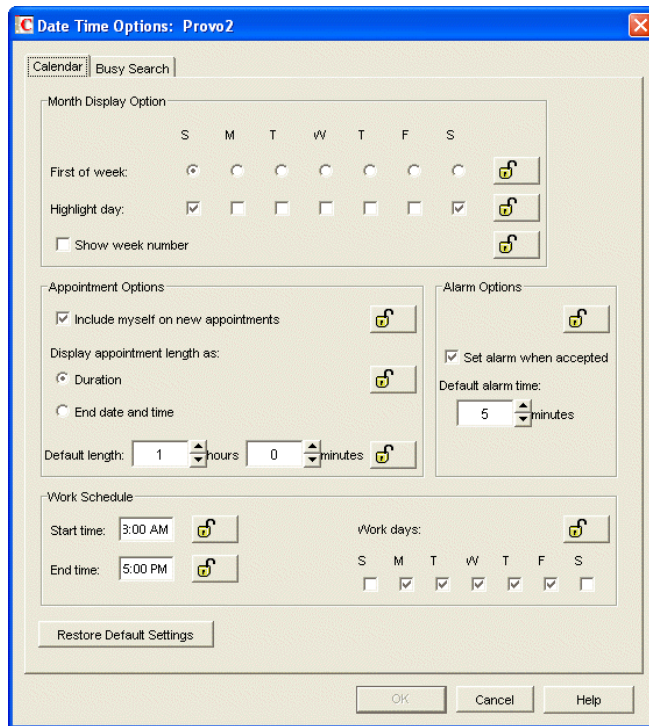 Date Time Options: Provo2
Calendar Busy Search
Month Display Option
S M T W T F S
First of week:
Highlight day:
Show week number
Appointment Options
Include myself on new appointments
Display appointment length as:
Duration
End date and time
Default length: 1 hours 0 minutes
Alarm Options
Set alarm when accepted
Default alarm time:
5 minutes
Work Schedule
Start time: 8:00 AM
End time: 5:00 PM
Work days:
S M T W T F S
Restore Default Settings
OK Cancel Help